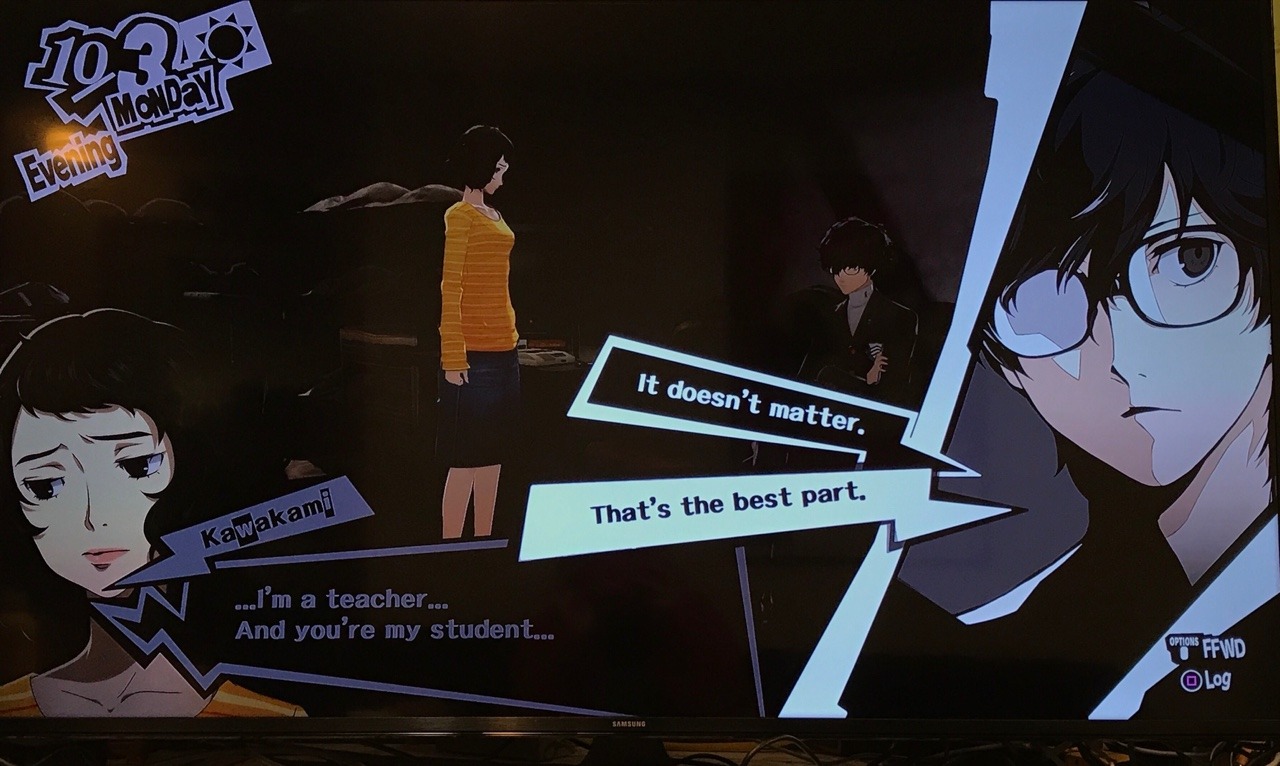 10 3
MONDaY
Evening
It doesn't matter.
That's the best part.
Kawakami
...I'm a teacher...
And you're my student...
OPTIONS FFWD
Log
SAMSUNG